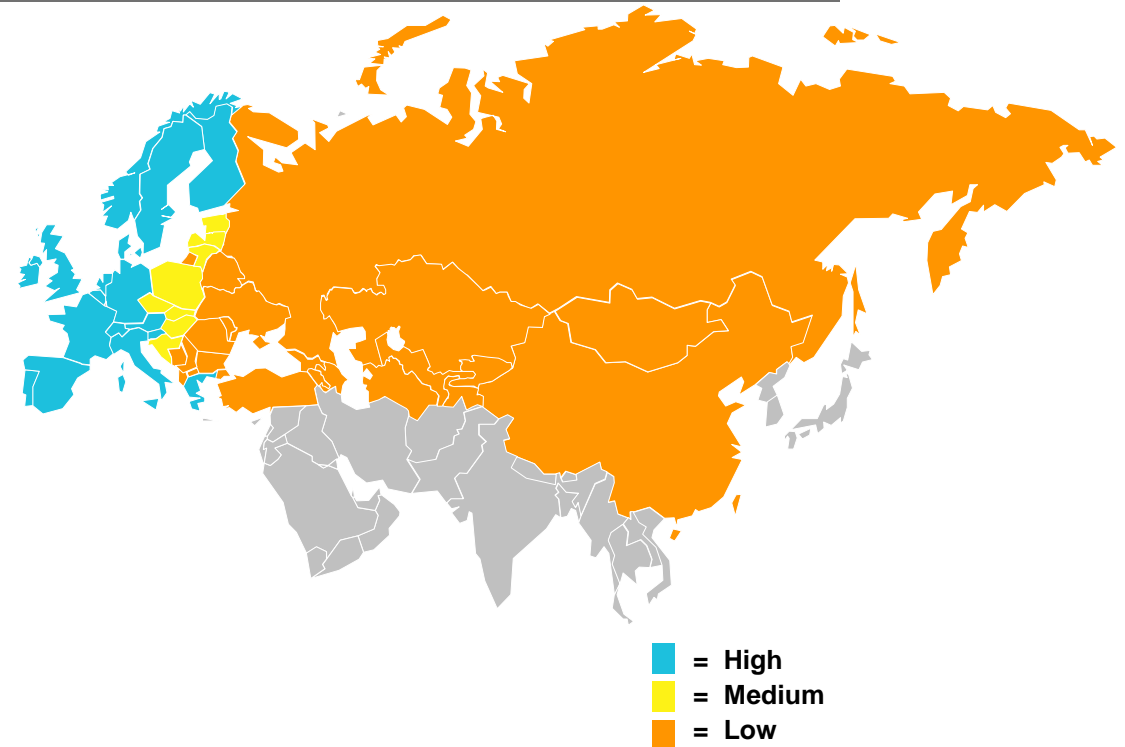 = High
= Medium
= Low